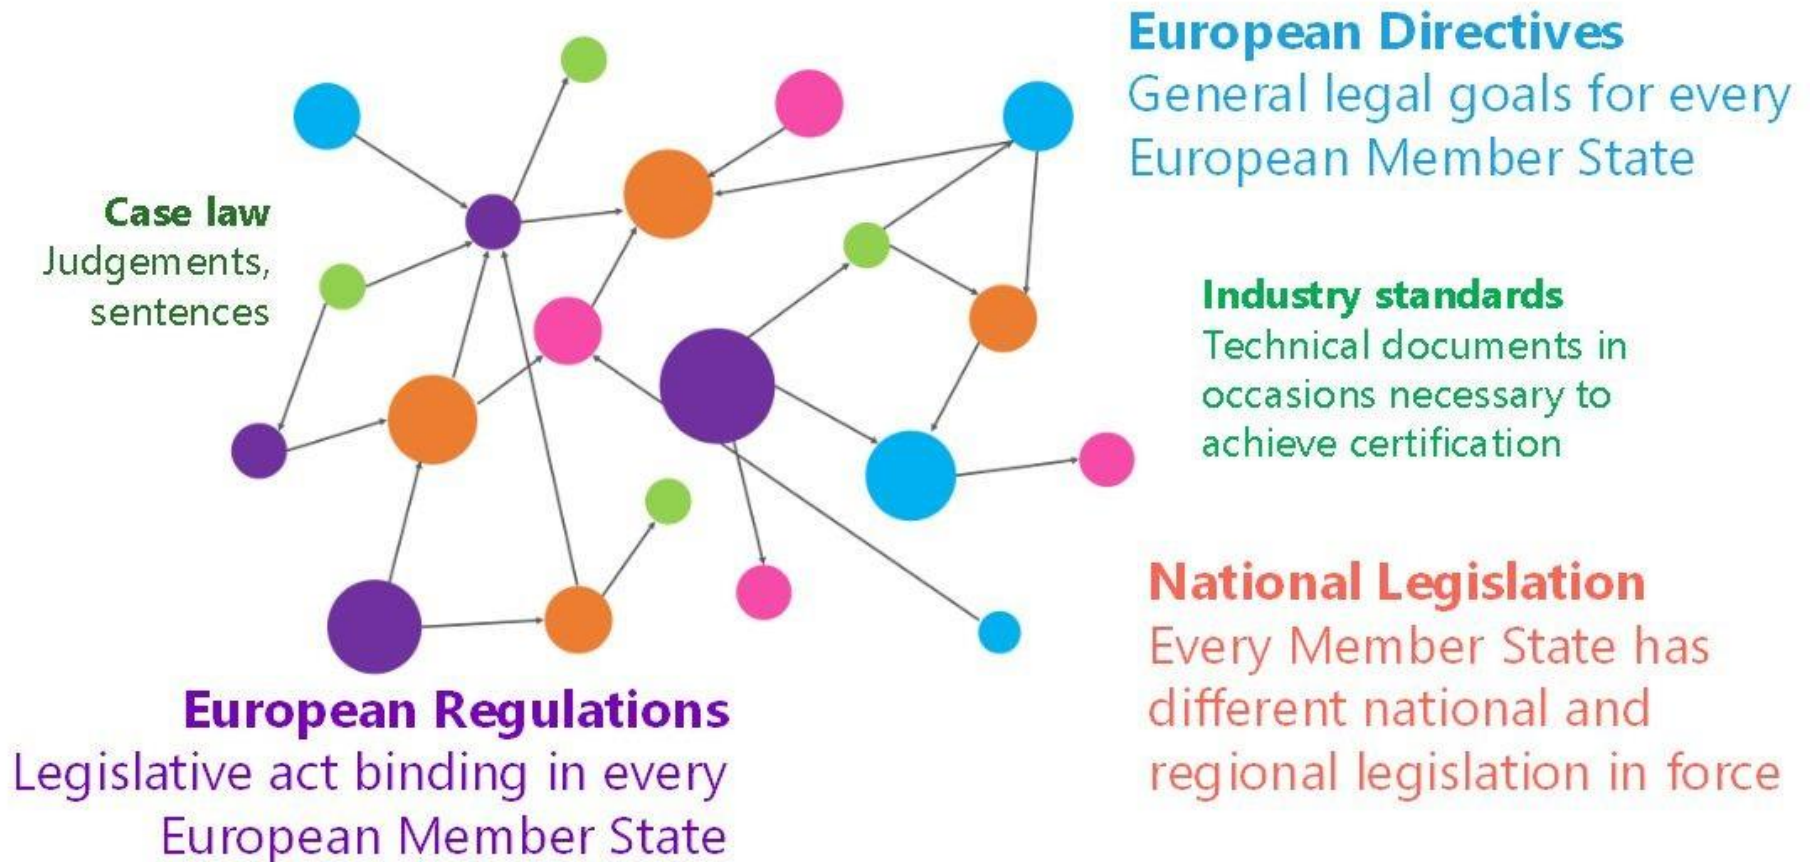 European Directives
General legal goals for every
European Member State
Case law
Judgements,
sentences
Industry standards
Technical documents in
occasions necessary to
achieve certification
National Legislation
Every Member State has
different national and
regional legislation in force
European Regulations
Legislative act binding in every
European Member State